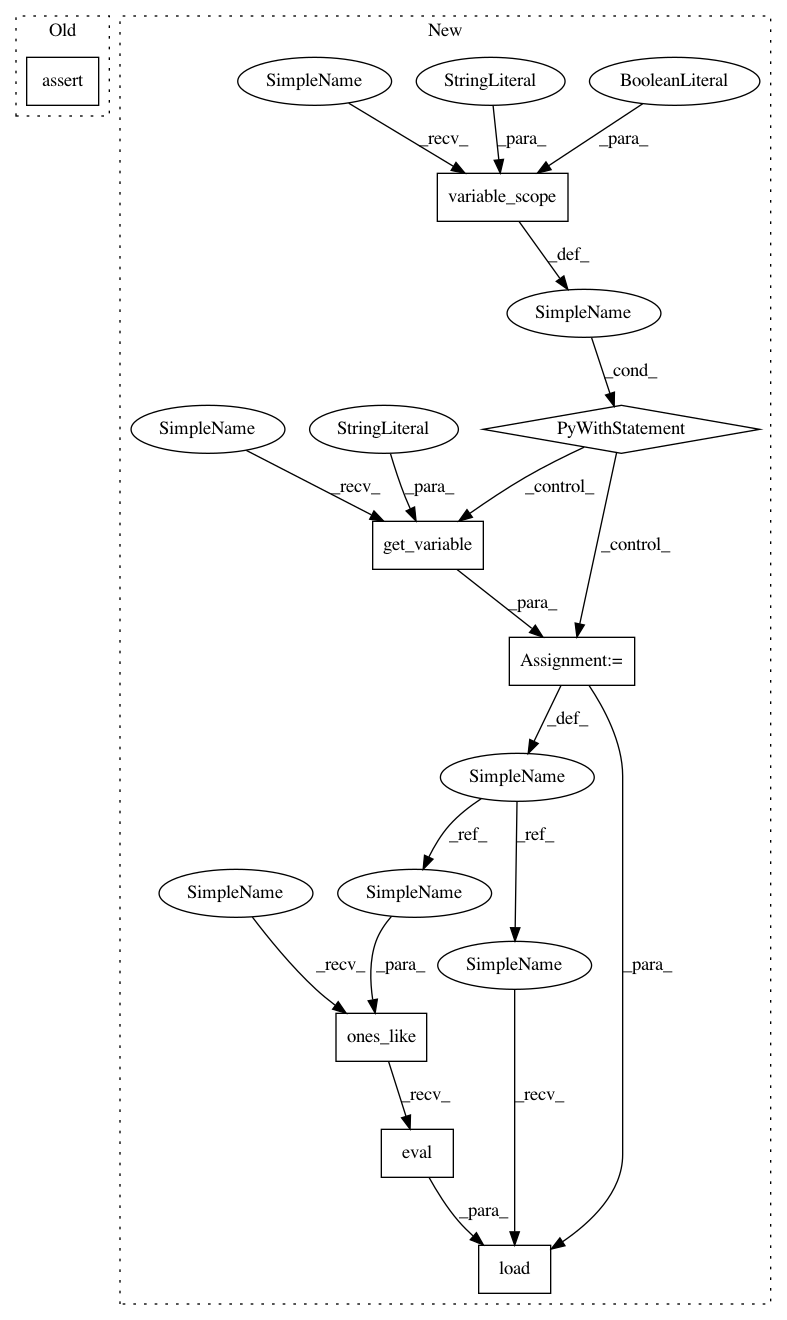 Old
New
assert
SimpleName
StringLiteral
BooleanLiteral
_recv_
_para_
_para_
variable_scope
_def_
SimpleName
_cond_
SimpleName
StringLiteral
PyWithStatement
_recv_
_para_
_control_
get_variable
_control_
_para_
Assignment:=
_def_
SimpleName
_ref_
_ref_
SimpleName
SimpleName
_recv_
_para_
SimpleName
_para_
ones_like
_recv_
_recv_
eval
_para_
load